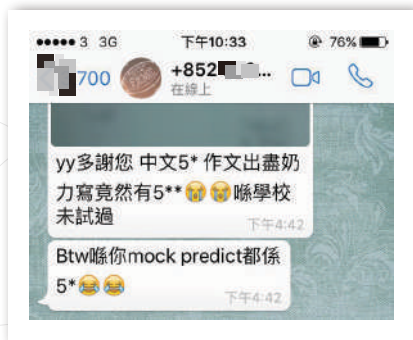 3 3G 下午10:33 76%
700 +852 ...
在線上
yy多謝您 中文5* 作文出盡奶
力寫竟然有5**😭😭喺學校
未試過
下午4:42
Btw喺你mock predict都係
5*😂😂
下午4:42